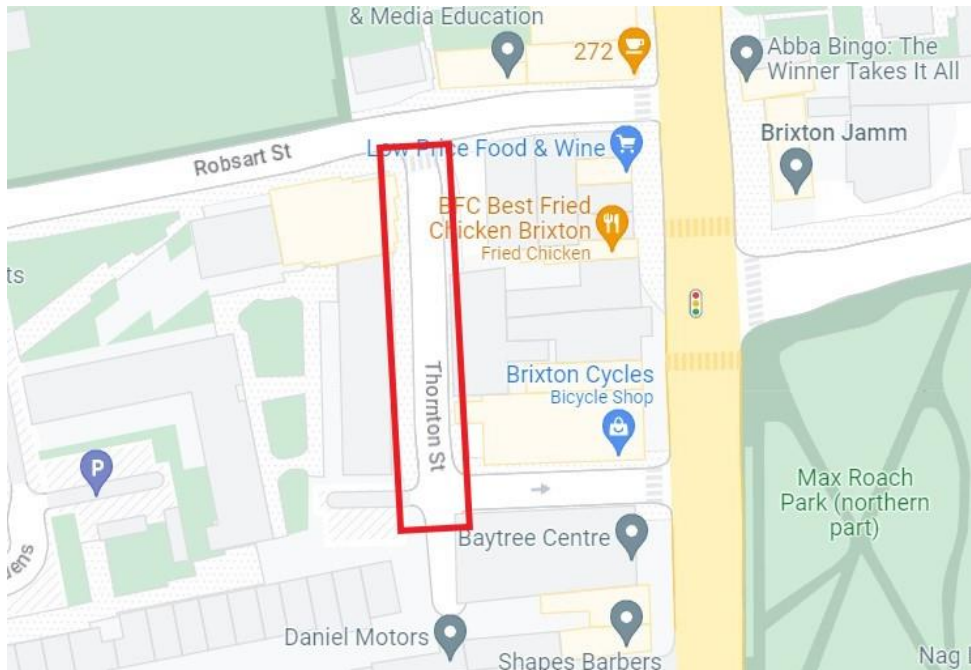 & Media Education
272
Abba Bingo: The
Winner Takes It All
Robsart St
Low Price Food & Wine
Brixton Jamm
BFC Best Fried
Chicken Brixton
Fried Chicken
ts
Thornton St
Brixton Cycles
Bicycle Shop
P
Max Roach
Park (northern
part)
ens
Baytree Centre
Daniel Motors
Shapes Barbers
Nag